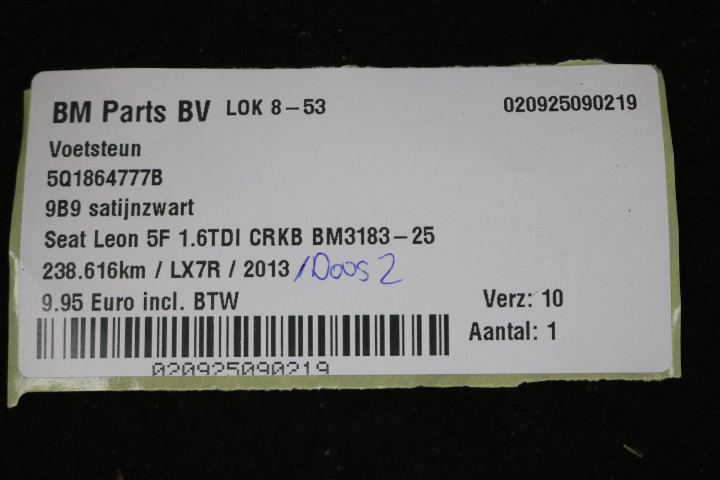 BM Parts BV LOK 8-53 020925090219
Voetsteun
5Q1864777B
9B9 satijnzwart
Seat Leon 5F 1.6TDI CRKB BM3183-25
238.616km / LX7R / 2013 /Doos 2
9.95 Euro incl. BTW Verz: 10
Aantal: 1
020925090219